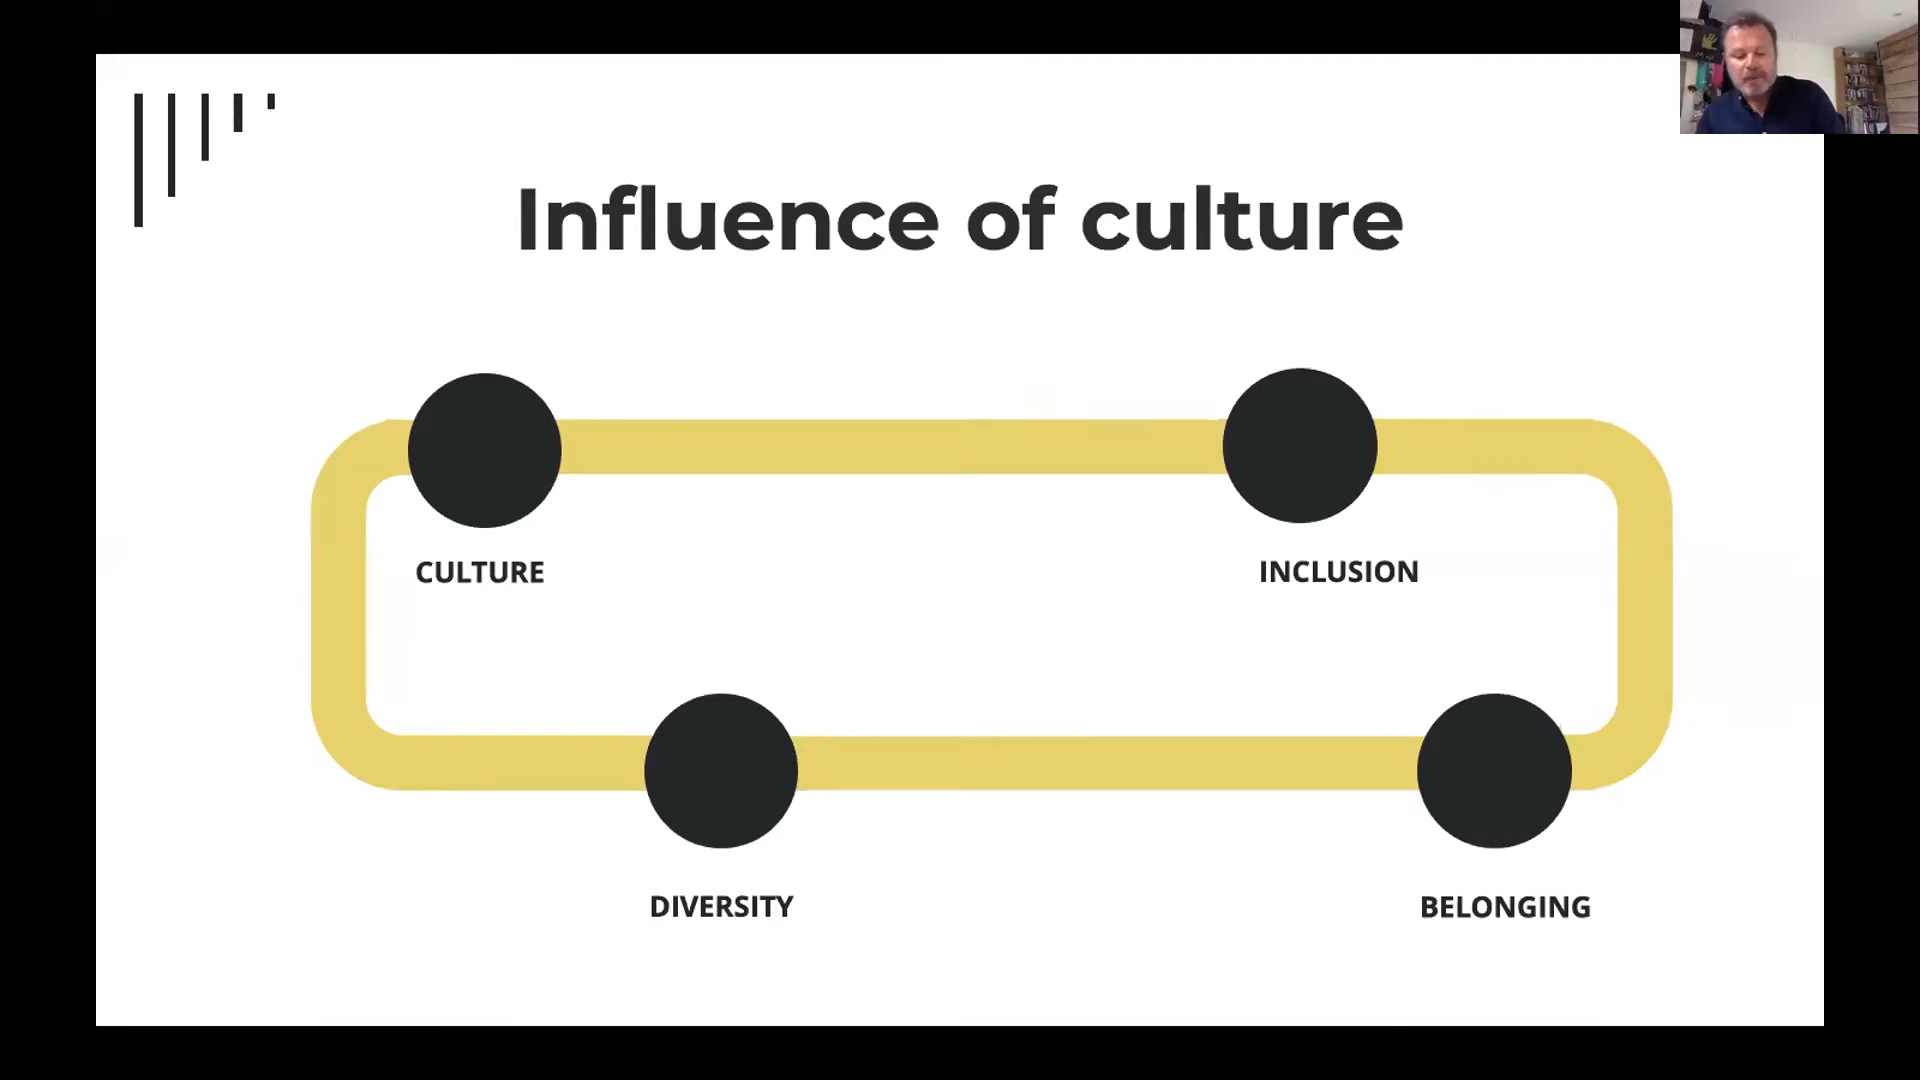 Influence of culture
CULTURE
INCLUSION
DIVERSITY
BELONGING